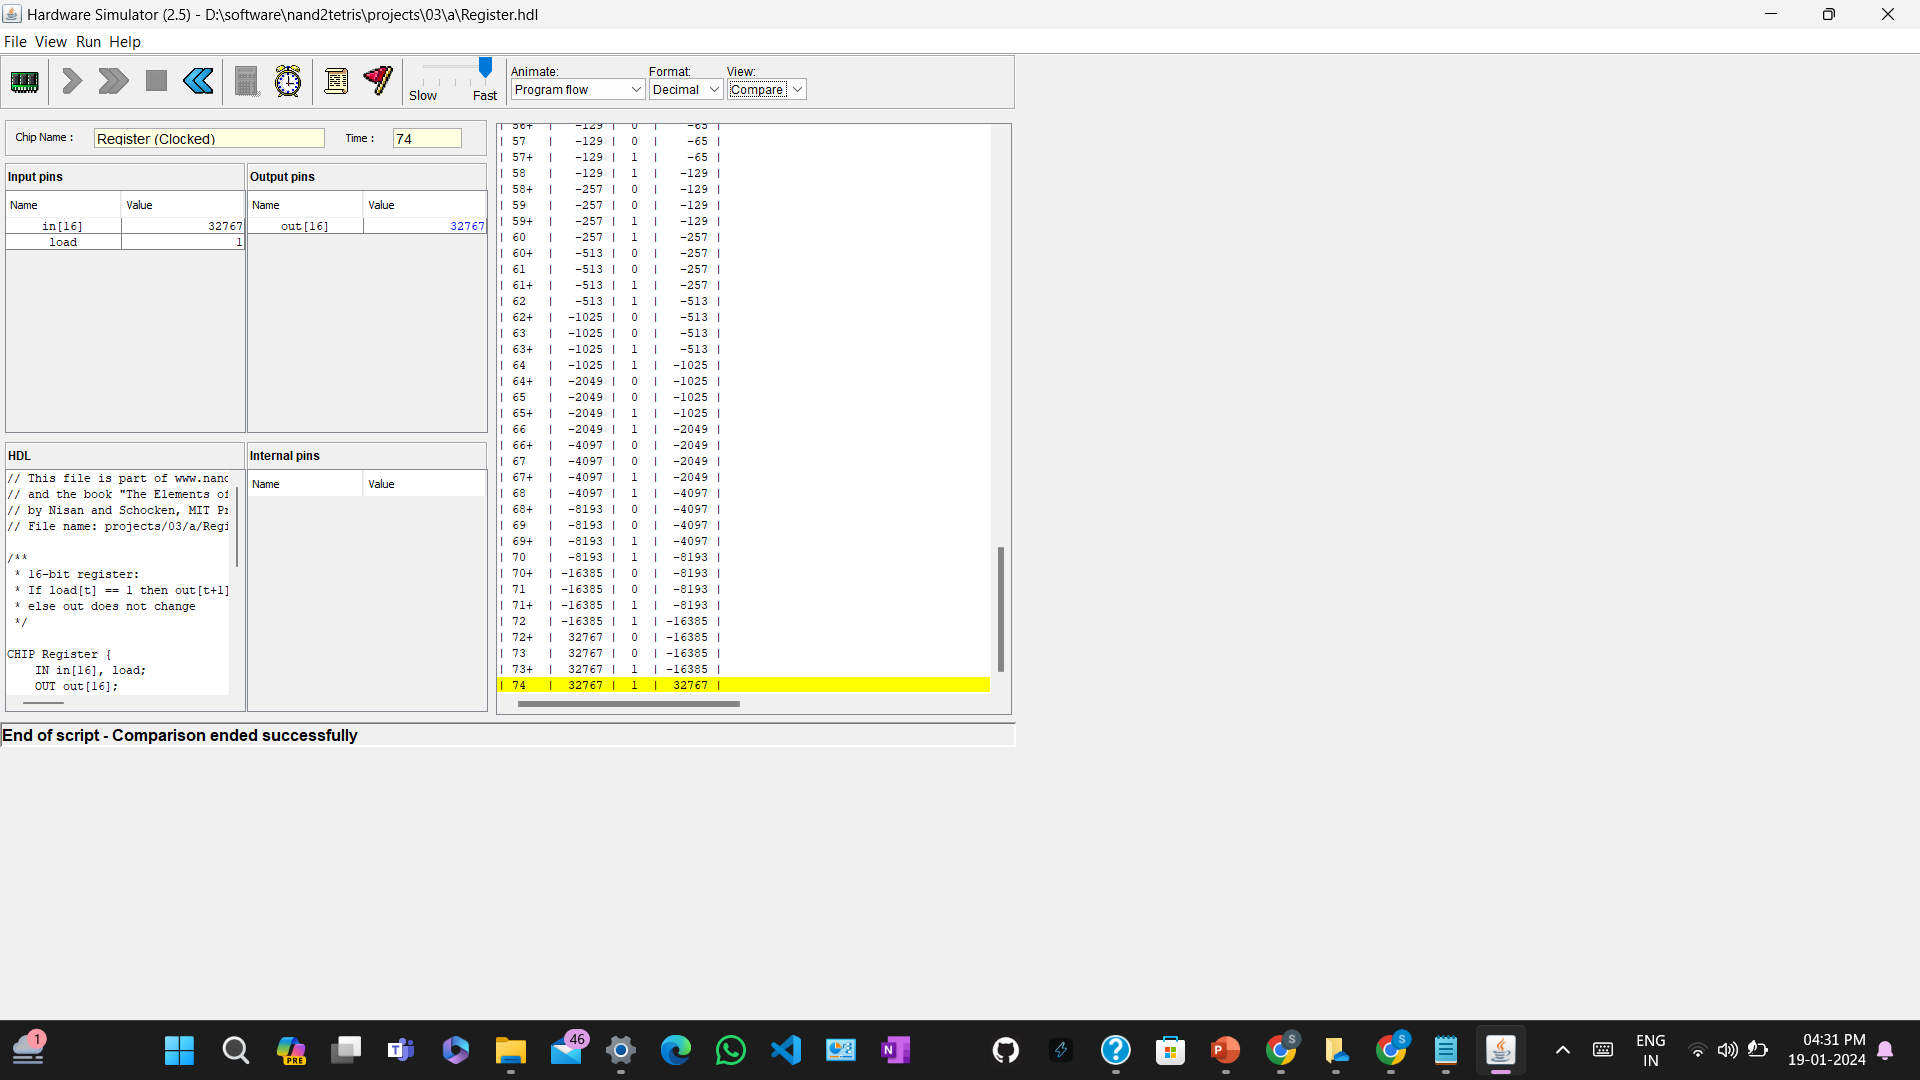 Hardware Simulator (2.5) - D:\software\nand2tetris\projects\03\a\Register.hdl
File View Run Help
Slow Fast
Animate:
Program flow
Format:
Decimal
View:
Compare
Chip Name :
Register (Clocked)
Time :
74
Input pins
Name Value
in[16] 32767
load 1
Output pins
Name Value
out[16] 32767
HDL
// This file is part of www.nand
// and the book "The Elements of
// by Nisan and Schocken, MIT Pr
// File name: projects/03/a/Regi
/**
* 16-bit register:
* If load[t] == 1 then out[t+1]
* else out does not change
*/
CHIP Register {
IN in[16], load;
OUT out[16];
Internal pins
Name Value
| 56+ | -129 | 0 | -65 |
| 57 | -129 | 0 | -65 |
| 57+ | -129 | 1 | -65 |
| 58 | -129 | 1 | -129 |
| 58+ | -257 | 0 | -129 |
| 59 | -257 | 0 | -129 |
| 59+ | -257 | 1 | -129 |
| 60 | -257 | 1 | -257 |
| 60+ | -513 | 0 | -257 |
| 61 | -513 | 0 | -257 |
| 61+ | -513 | 1 | -257 |
| 62 | -513 | 1 | -513 |
| 62+ | -1025 | 0 | -513 |
| 63 | -1025 | 0 | -513 |
| 63+ | -1025 | 1 | -513 |
| 64 | -1025 | 1 | -1025 |
| 64+ | -2049 | 0 | -1025 |
| 65 | -2049 | 0 | -1025 |
| 65+ | -2049 | 1 | -1025 |
| 66 | -2049 | 1 | -2049 |
| 66+ | -4097 | 0 | -2049 |
| 67 | -4097 | 0 | -2049 |
| 67+ | -4097 | 1 | -2049 |
| 68 | -4097 | 1 | -4097 |
| 68+ | -8193 | 0 | -4097 |
| 69 | -8193 | 0 | -4097 |
| 69+ | -8193 | 1 | -4097 |
| 70 | -8193 | 1 | -8193 |
| 70+ | -16385 | 0 | -8193 |
| 71 | -16385 | 0 | -8193 |
| 71+ | -16385 | 1 | -8193 |
| 72 | -16385 | 1 | -16385 |
| 72+ | 32767 | 0 | -16385 |
| 73 | 32767 | 0 | -16385 |
| 73+ | 32767 | 1 | -16385 |
| 74 | 32767 | 1 | 32767 |
End of script - Comparison ended successfully
1
PRE
46
S
S
ENG
IN
04:31 PM
19-01-2024